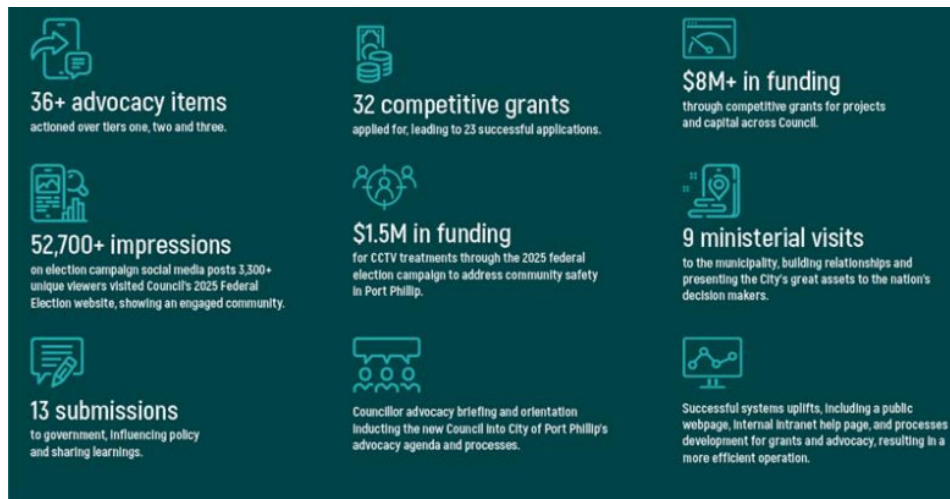 36+ advocacy items
actioned over tiers one, two and three.
32 competitive grants
applied for, leading to 23 successful applications.
$8M+ in funding
through competitive grants for projects
and capital across Council.
52,700+ impressions
on election campaign social media posts 3,300+
unique viewers visited Council's 2025 Federal
Election website, showing an engaged community.
$1.5M in funding
for CCTV treatments through the 2025 federal
election campaign to address community safety
in Port Phillip.
9 ministerial visits
to the municipality, building relationships and
presenting the City's great assets to the nation's
decision makers.
13 submissions
to government, influencing policy
and sharing learnings.
Councillor advocacy briefing and orientation
inducting the new Council into City of Port Phillip's
advocacy agenda and processes.
Successful systems uplifts, including a public
webpage, internal intranet help page, and processes
development for grants and advocacy, resulting in a
more efficient operation.